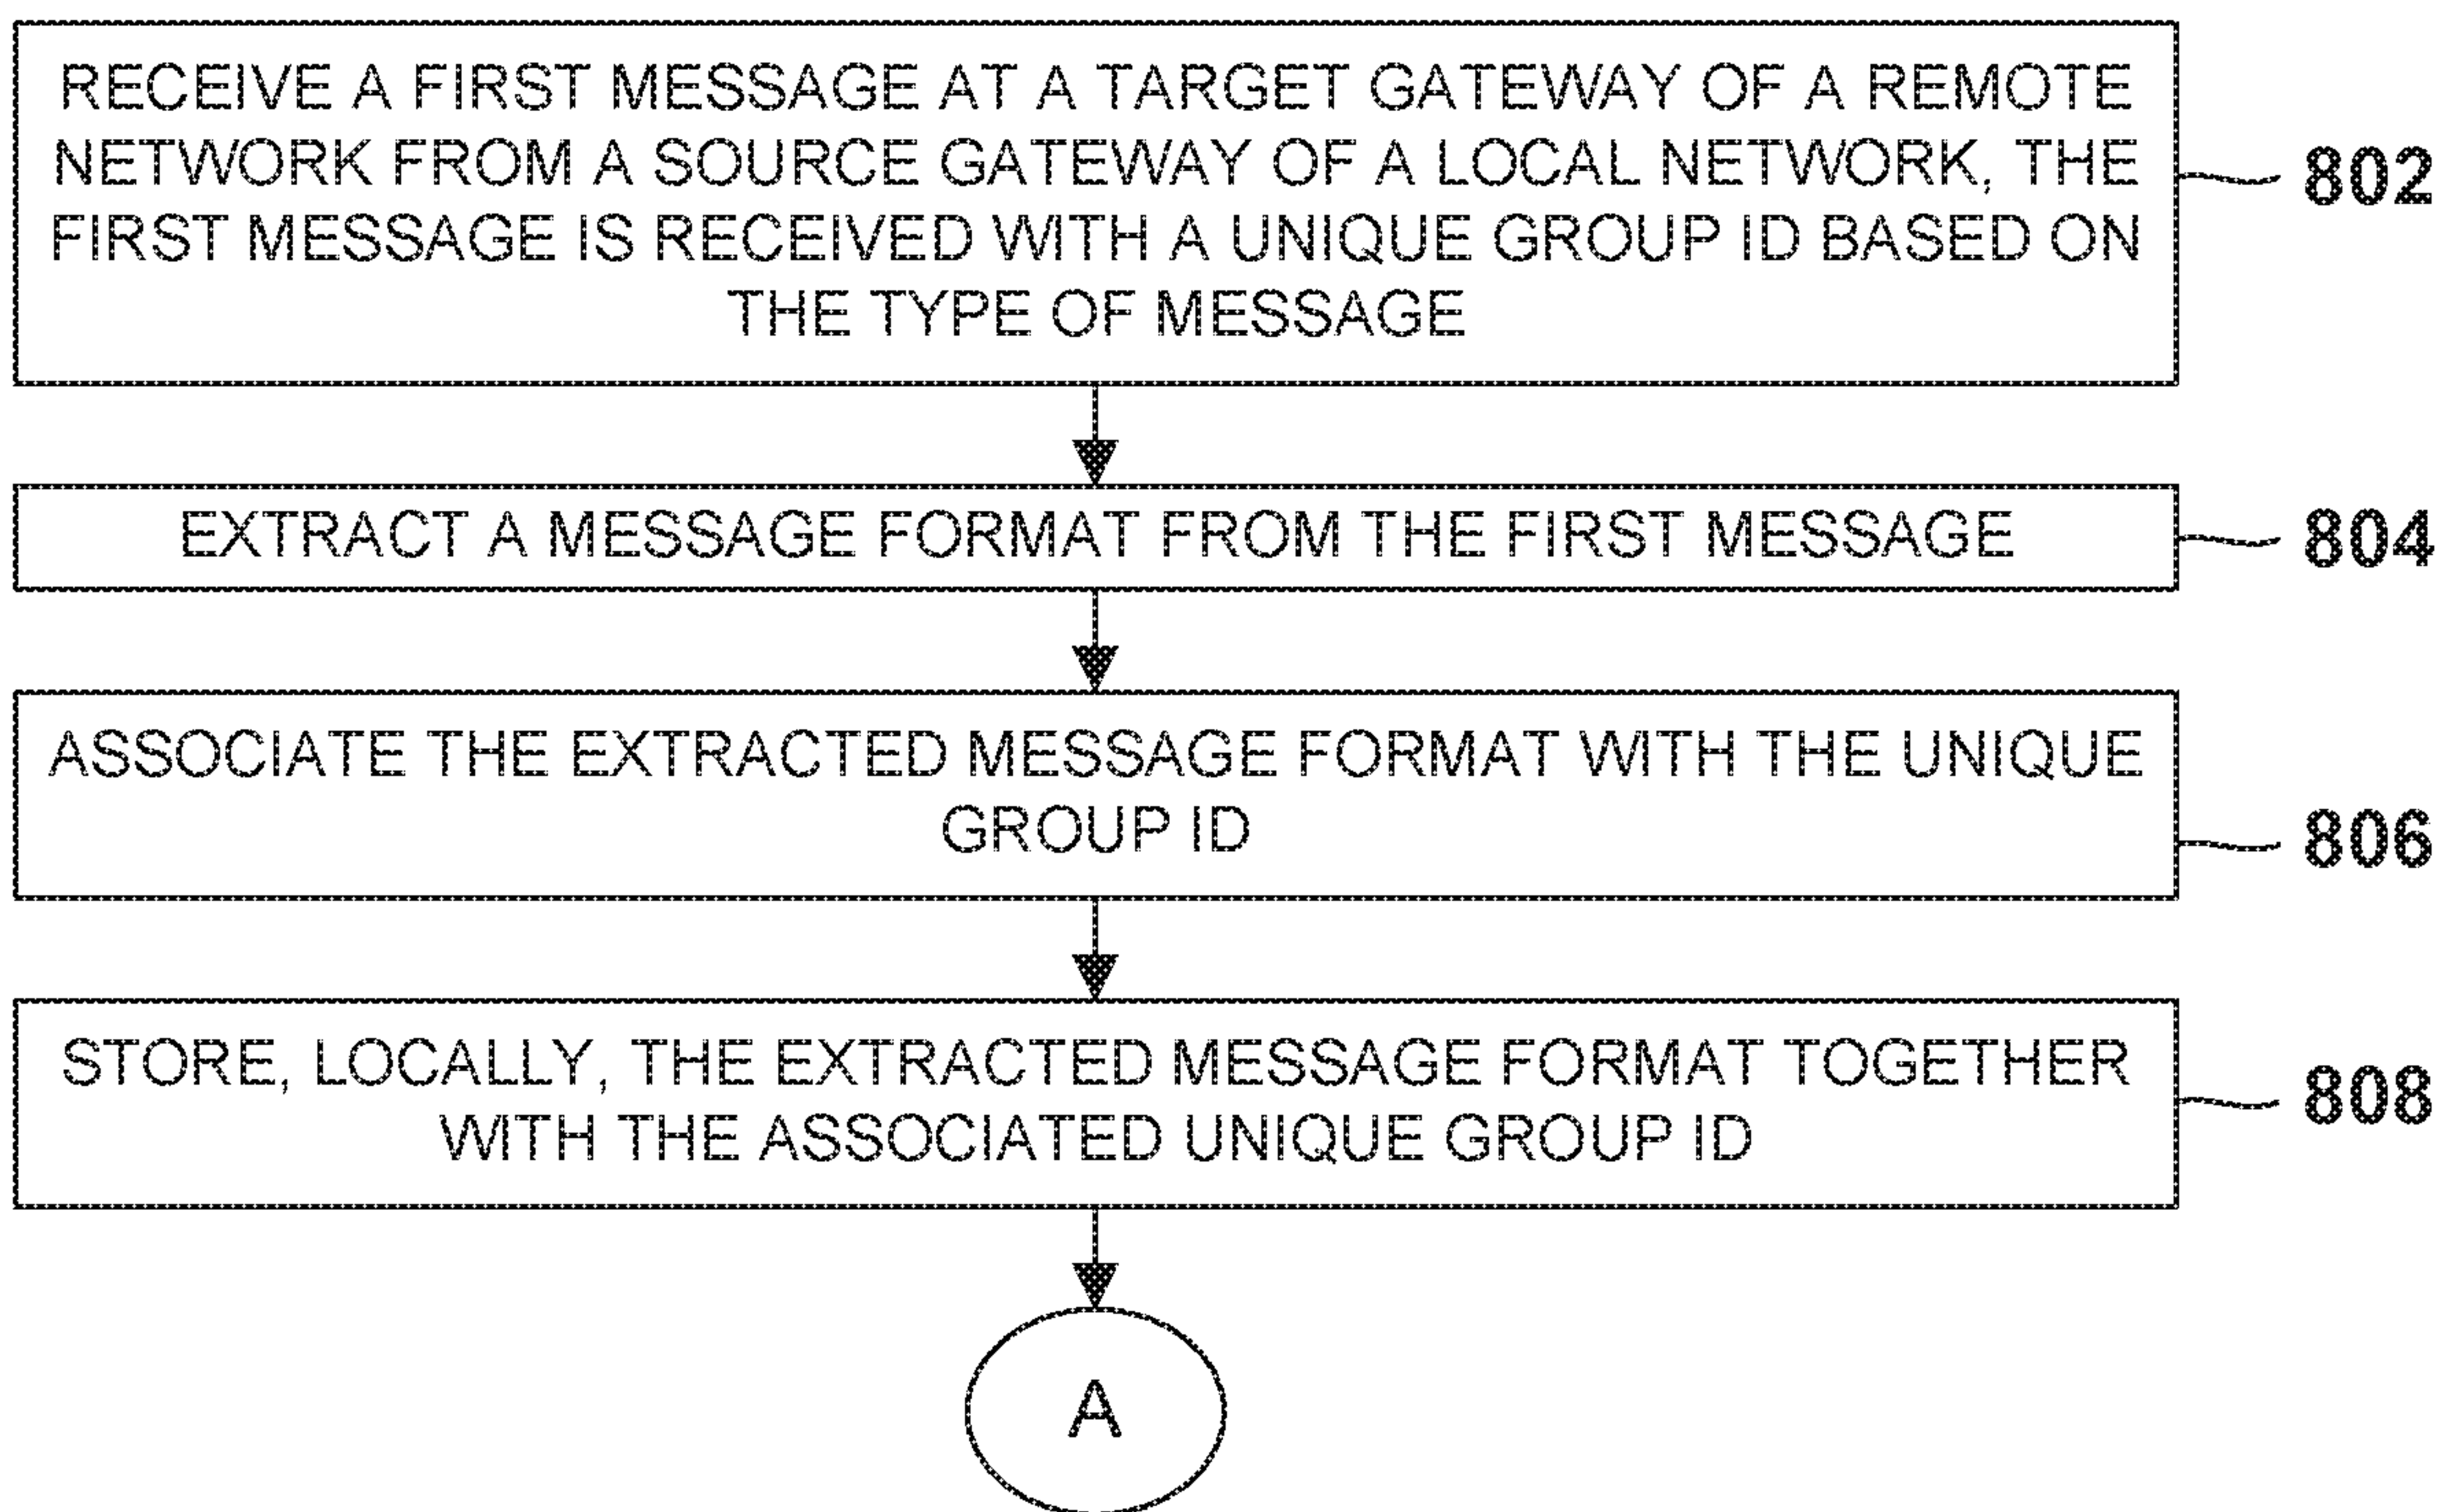 RECEIVE A FIRST MESSAGE AT A TARGET GATEWAY OF A REMOTE
NETWORK FROM A SOURCE GATEWAY OF A LOCAL NETWORK, THE
FIRST MESSAGE IS RECEIVED WITH A UNIQUE GROUP ID BASED ON
THE TYPE OF MESSAGE
802
EXTRACT A MESSAGE FORMAT FROM THE FIRST MESSAGE
804
ASSOCIATE THE EXTRACTED MESSAGE FORMAT WITH THE UNIQUE
GROUP ID
806
STORE, LOCALLY, THE EXTRACTED MESSAGE FORMAT TOGETHER
WITH THE ASSOCIATED UNIQUE GROUP ID
808
A